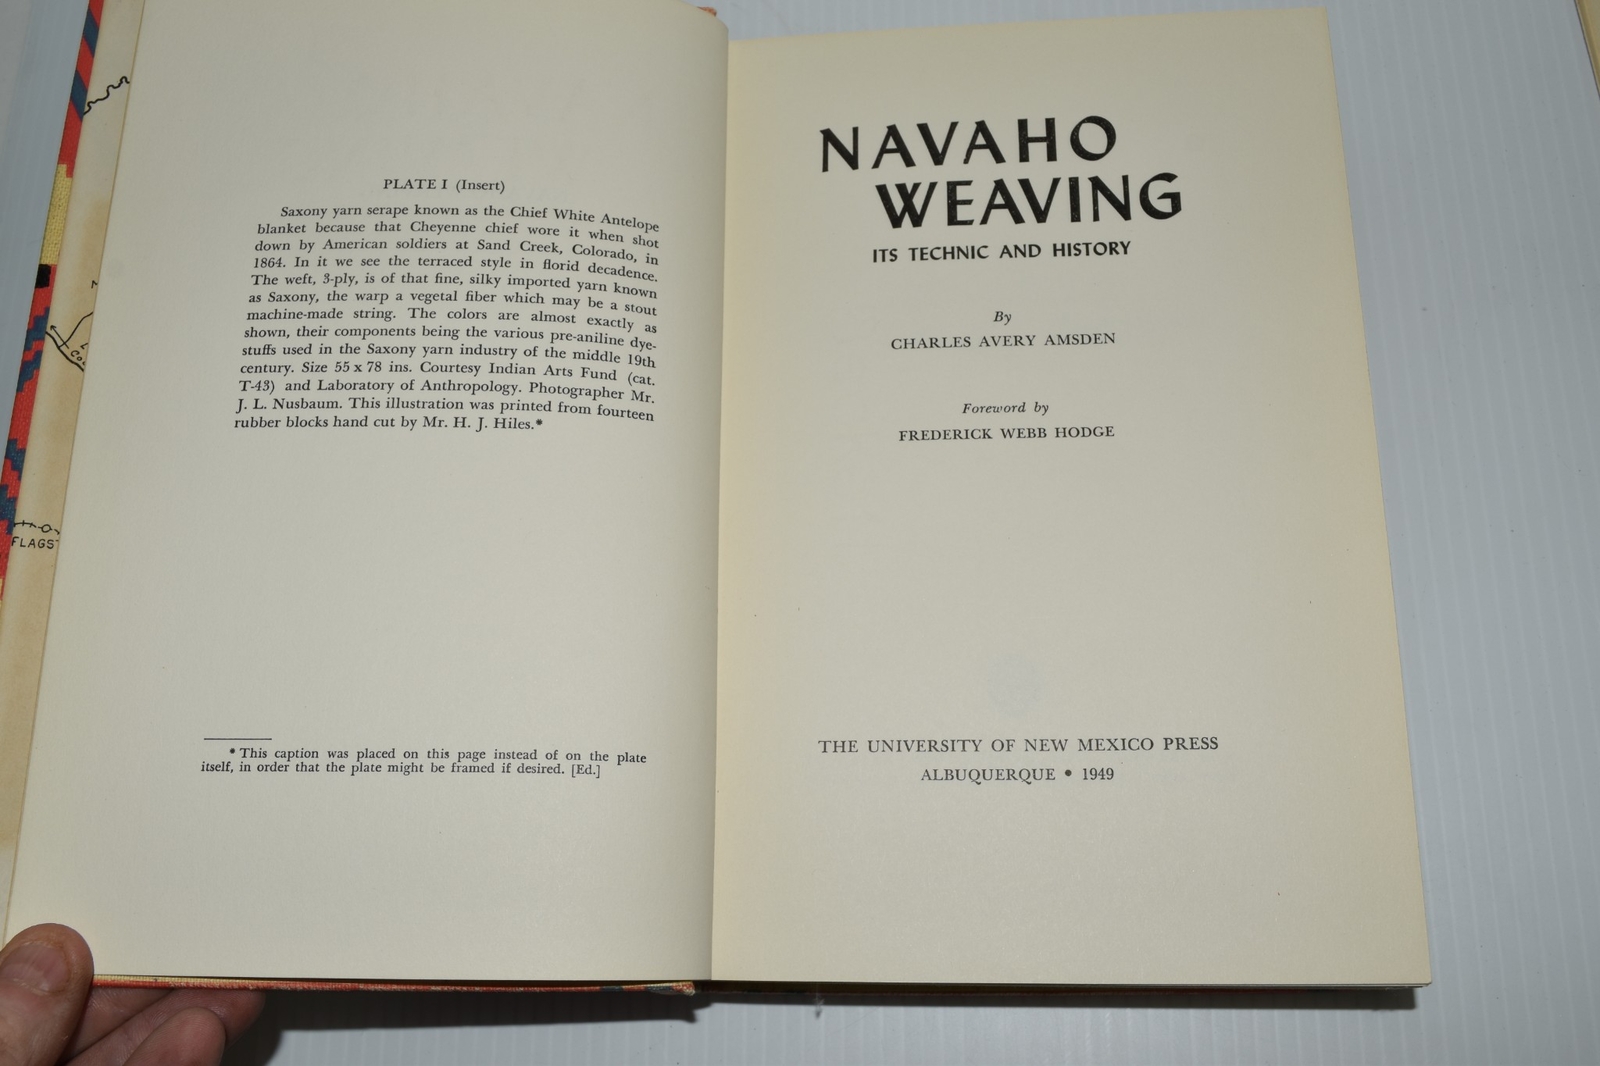 FLAGS
PLATE I (Insert)
Saxony yarn serape known as the Chief White Antelope
blanket because that Cheyenne chief wore it when shot
down by American soldiers at Sand Creek, Colorado, in
1864. In it we see the terraced style in florid decadence.
The weft, 3-ply, is of that fine, silky imported yarn known
as Saxony, the warp a vegetal fiber which may be a stout
machine-made string. The colors are almost exactly as
shown, their components being the various pre-aniline dye-
stuffs used in the Saxony yarn industry of the middle 19th
century. Size 55 x 78 ins. Courtesy Indian Arts Fund (cat.
T-43) and Laboratory of Anthropology. Photographer Mr.
J. L. Nusbaum. This illustration was printed from fourteen
rubber blocks hand cut by Mr. H. J. Hiles.*
* This caption was placed on this page instead of on the plate
itself, in order that the plate might be framed if desired. [Ed.]
NAVAHO
WEAVING
ITS TECHNIC AND HISTORY
By
CHARLES AVERY AMSDEN
Foreword by
FREDERICK WEBB HODGE
THE UNIVERSITY OF NEW MEXICO PRESS
ALBUQUERQUE • 1949